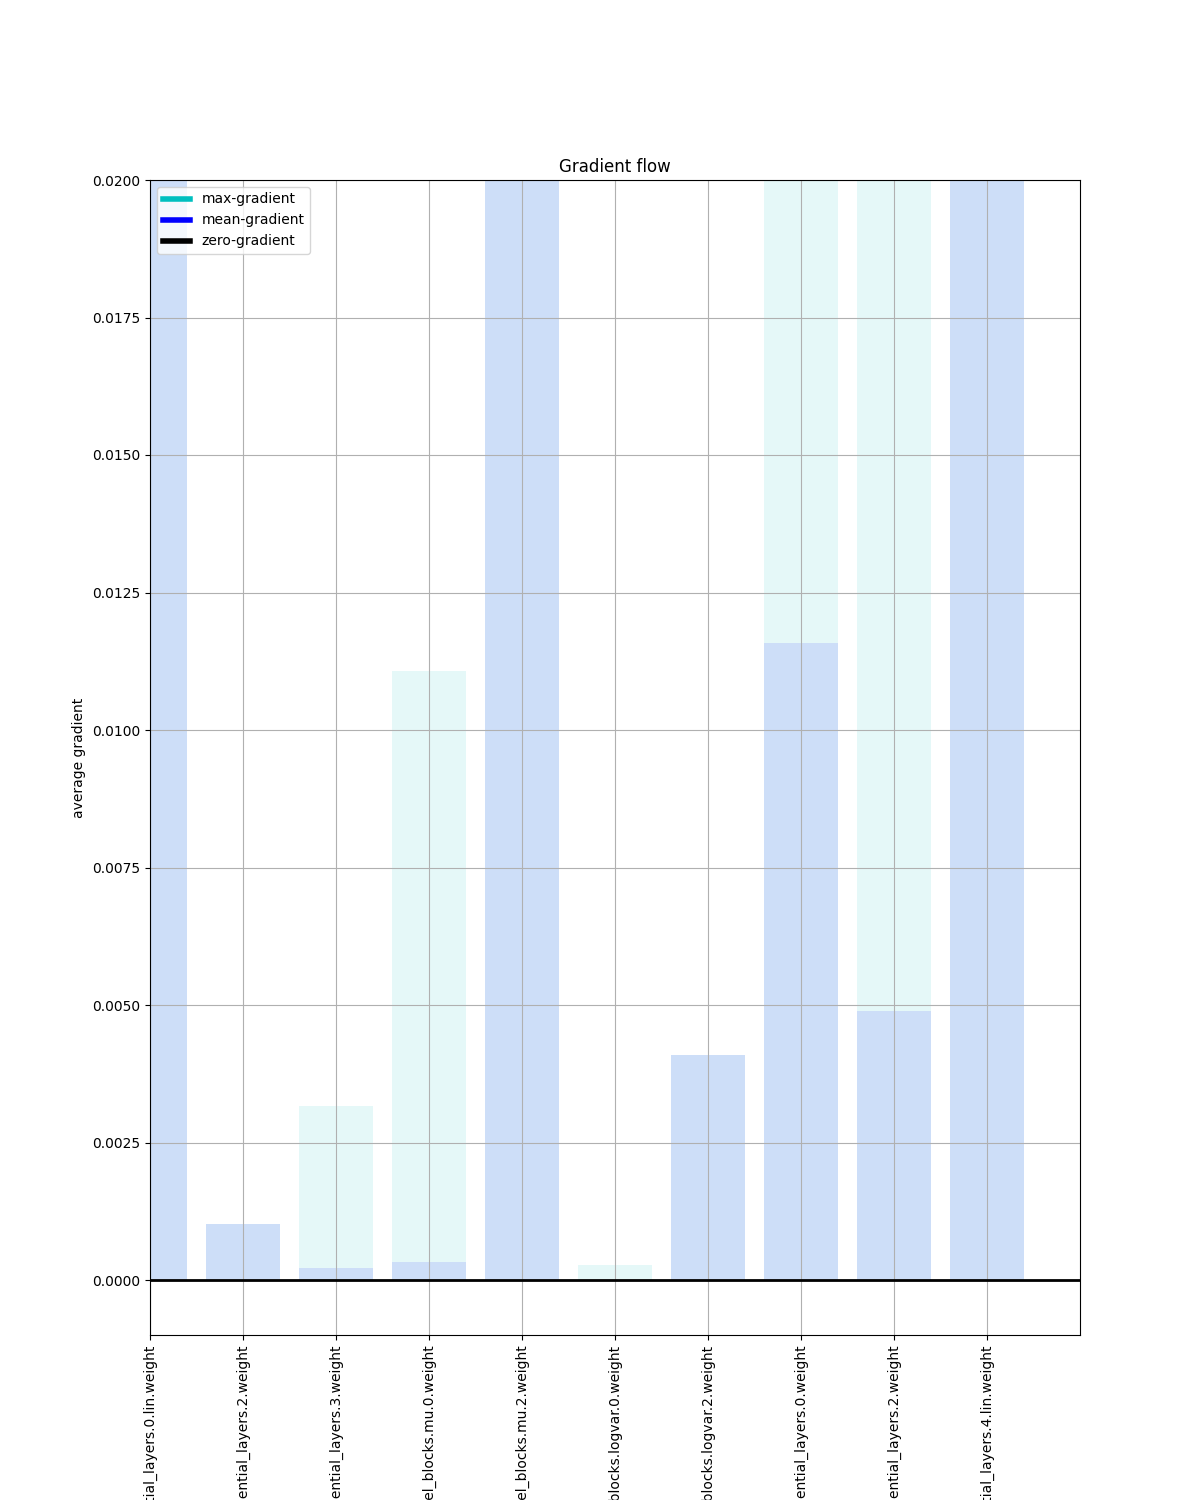 Gradient flow
max-gradient
mean-gradient
zero-gradient
0.0200
0.0175
0.0150
0.0125
0.0100
0.0075
0.0050
0.0025
0.0000
average gradient
tial_layers.0.lin.weight
ential_layers.2.weight
ential_layers.3.weight
el_blocks.mu.0.weight
el_blocks.mu.2.weight
blocks.logvar.0.weight
blocks.logvar.2.weight
ential_layers.0.weight
ential_layers.2.weight
tial_layers.4.lin.weight